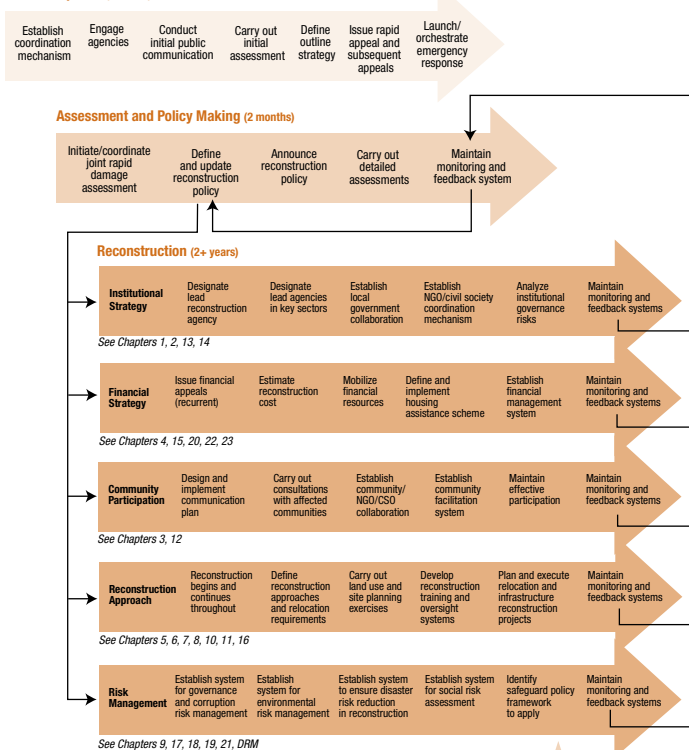 Establish
coordination
mechanism
Engage
agencies
Conduct
initial public
communication
Carry out
initial
assessment
Define
outline
strategy
Issue rapid
appeal and
subsequent
appeals
Launch/
orchestrate
emergency
response
Assessment and Policy Making (2 months)
Initiate/coordinate
joint rapid
damage
assessment
Define
and update
reconstruction
policy
Announce
reconstruction
policy
Carry out
detailed
assessments
Maintain
monitoring and
feedback system
Reconstruction (2+ years)
Institutional
Strategy
Designate
lead
reconstruction
agency
Designate
lead agencies
in key sectors
Establish
local
government
collaboration
Establish
NGO/civil society
coordination
mechanism
Analyze
institutional
governance
risks
Maintain
monitoring and
feedback systems
See Chapters 1, 2, 13, 14
Financial
Strategy
Issue financial
appeals
(recurrent)
Estimate
reconstruction
cost
Mobilize
financial
resources
Define and
implement
housing
assistance scheme
Establish
financial
management
system
Maintain
monitoring and
feedback systems
See Chapters 4, 15, 20, 22, 23
Community
Participation
Design and
implement
communication
plan
Carry out
consultations
with affected
communities
Establish
community/
NGO/CSO
collaboration
Establish
community
facilitation
system
Maintain
effective
participation
Maintain
monitoring and
feedback systems
See Chapters 3, 12
Reconstruction
Approach
Reconstruction
begins and
continues
throughout
Define
reconstruction
approaches
and relocation
requirements
Carry out
land use and
site planning
exercises
Develop
reconstruction
training and
oversight
systems
Plan and execute
relocation and
infrastructure
reconstruction
projects
Maintain
monitoring and
feedback systems
See Chapters 5, 6, 7, 8, 10, 11, 16
Risk
Management
Establish system
for governance
and corruption
risk management
Establish
system for
environmental
risk management
Establish system
to ensure disaster
risk reduction
in reconstruction
Establish system
for social risk
assessment
Identify
safeguard policy
framework
to apply
Maintain
monitoring and
feedback systems
See Chapters 9, 17, 18, 19, 21, DRM